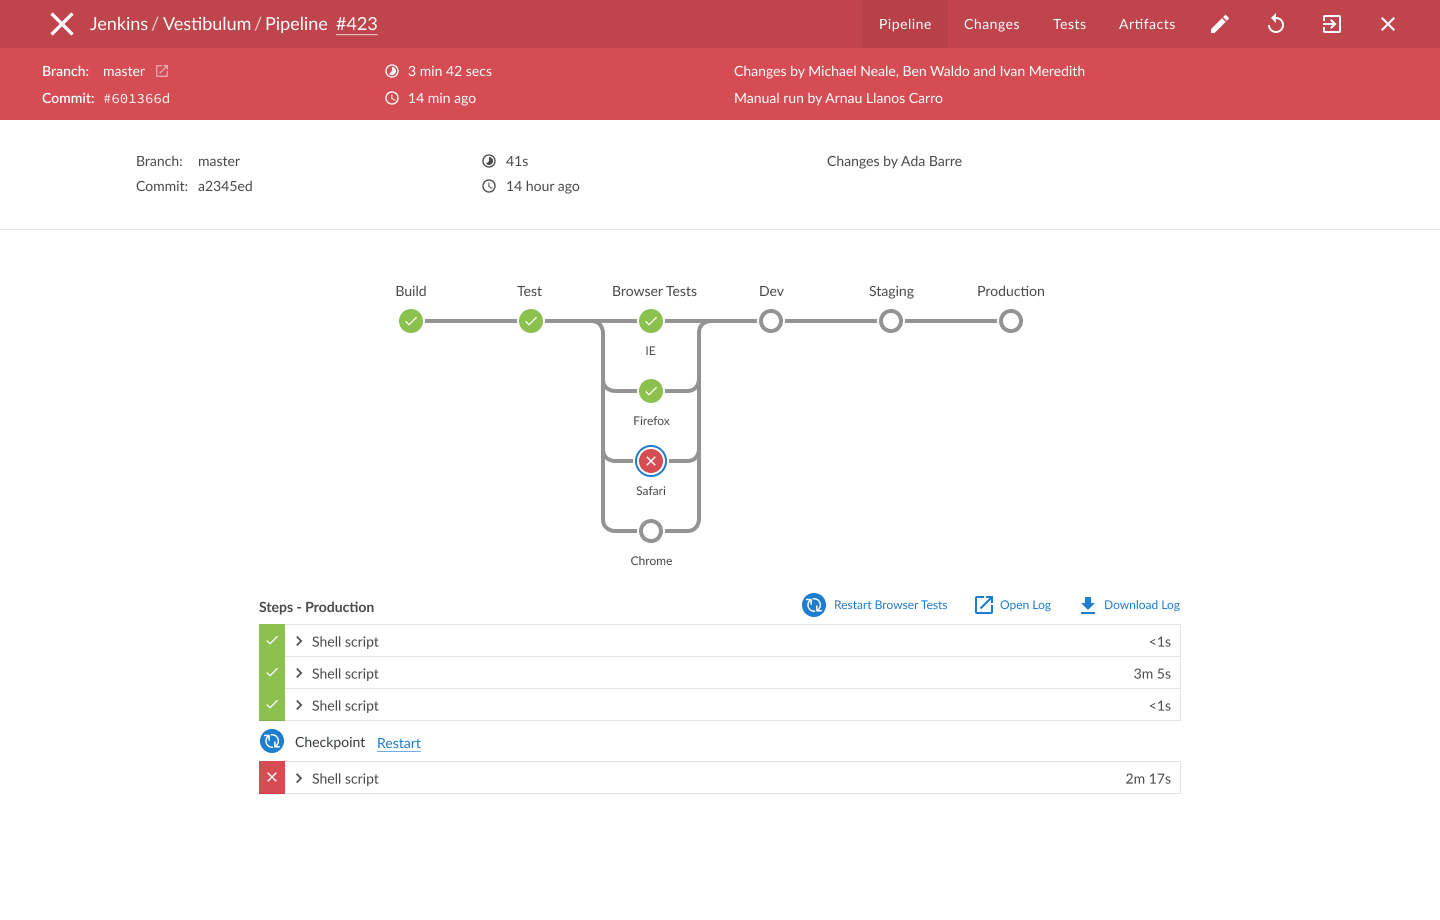 Jenkins / Vestibulum / Pipeline #423
Pipeline Changes Tests Artifacts
Branch: master
3 min 42 secs
Changes by Michael Neale, Ben Waldo and Ivan Meredith
Commit: #601366d
14 min ago
Manual run by Arnau Llanos Carro
Branch: master
41s
Changes by Ada Barre
Commit: a2345ed
14 hour ago
Build Test Browser Tests Dev Staging Production
IE
Firefox
Safari
Chrome
Steps - Production
Restart Browser Tests Open Log Download Log
Shell script <1s
Shell script 3m 5s
Shell script <1s
Checkpoint Restart
Shell script 2m 17s